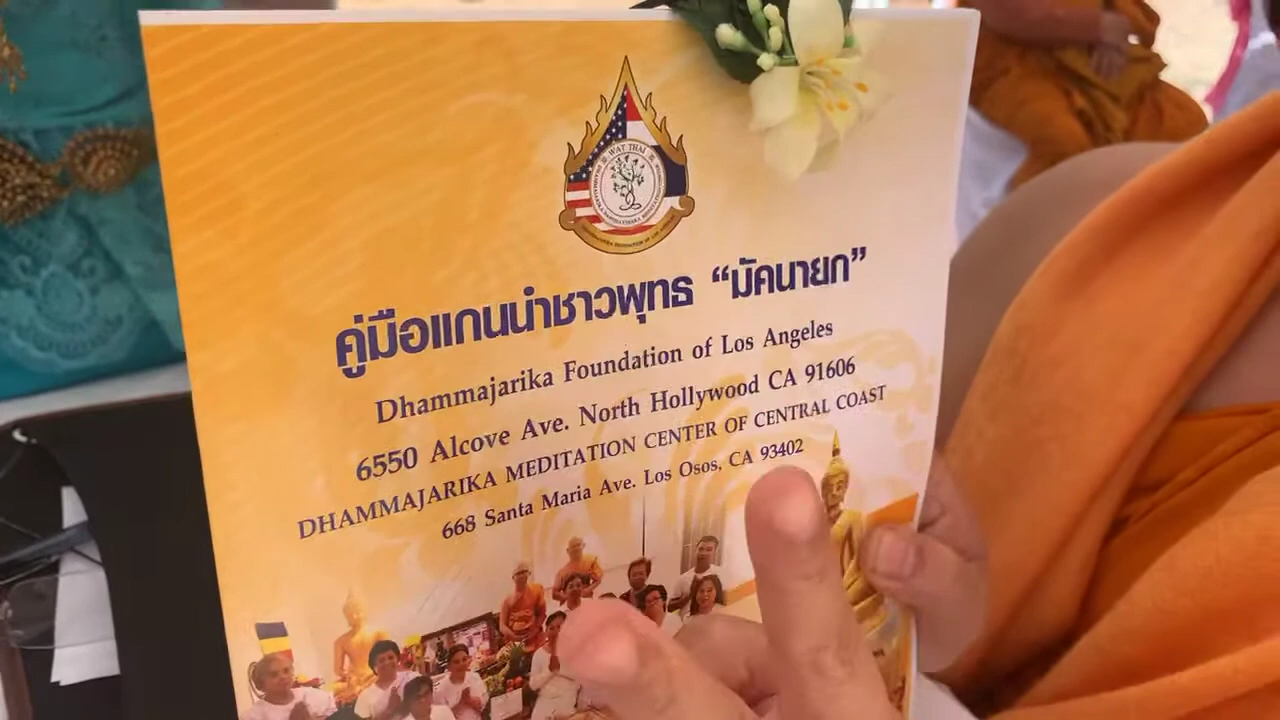 WAT THAI
คู่มือแกนนำชาวพุทธ “มัคนายก”
Dhammajarika Foundation of Los Angeles
6550 Alcove Ave. North Hollywood CA 91606
DHAMMAJARIKA MEDITATION CENTER OF CENTRAL COAST
668 Santa Maria Ave. Los Osos, CA 93402